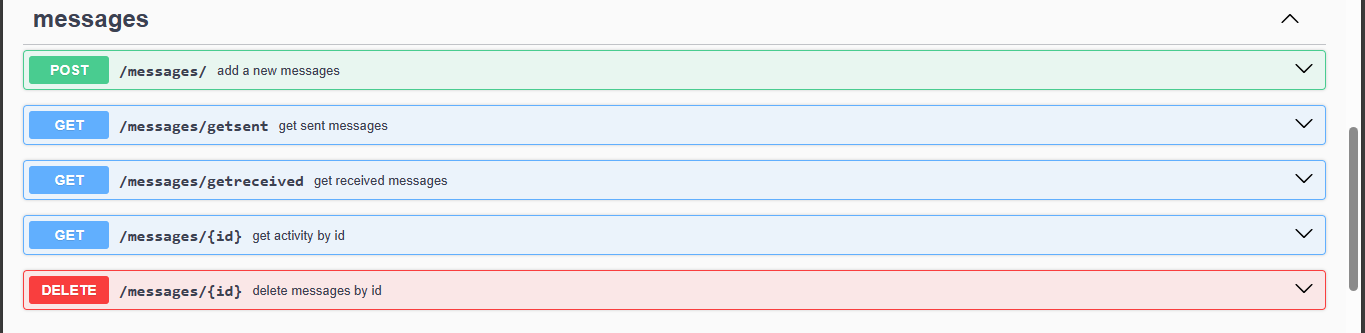 messages
POST /messages/ add a new messages
GET /messages/getsent get sent messages
GET /messages/getreceived get received messages
GET /messages/{id} get activity by id
DELETE /messages/{id} delete messages by id